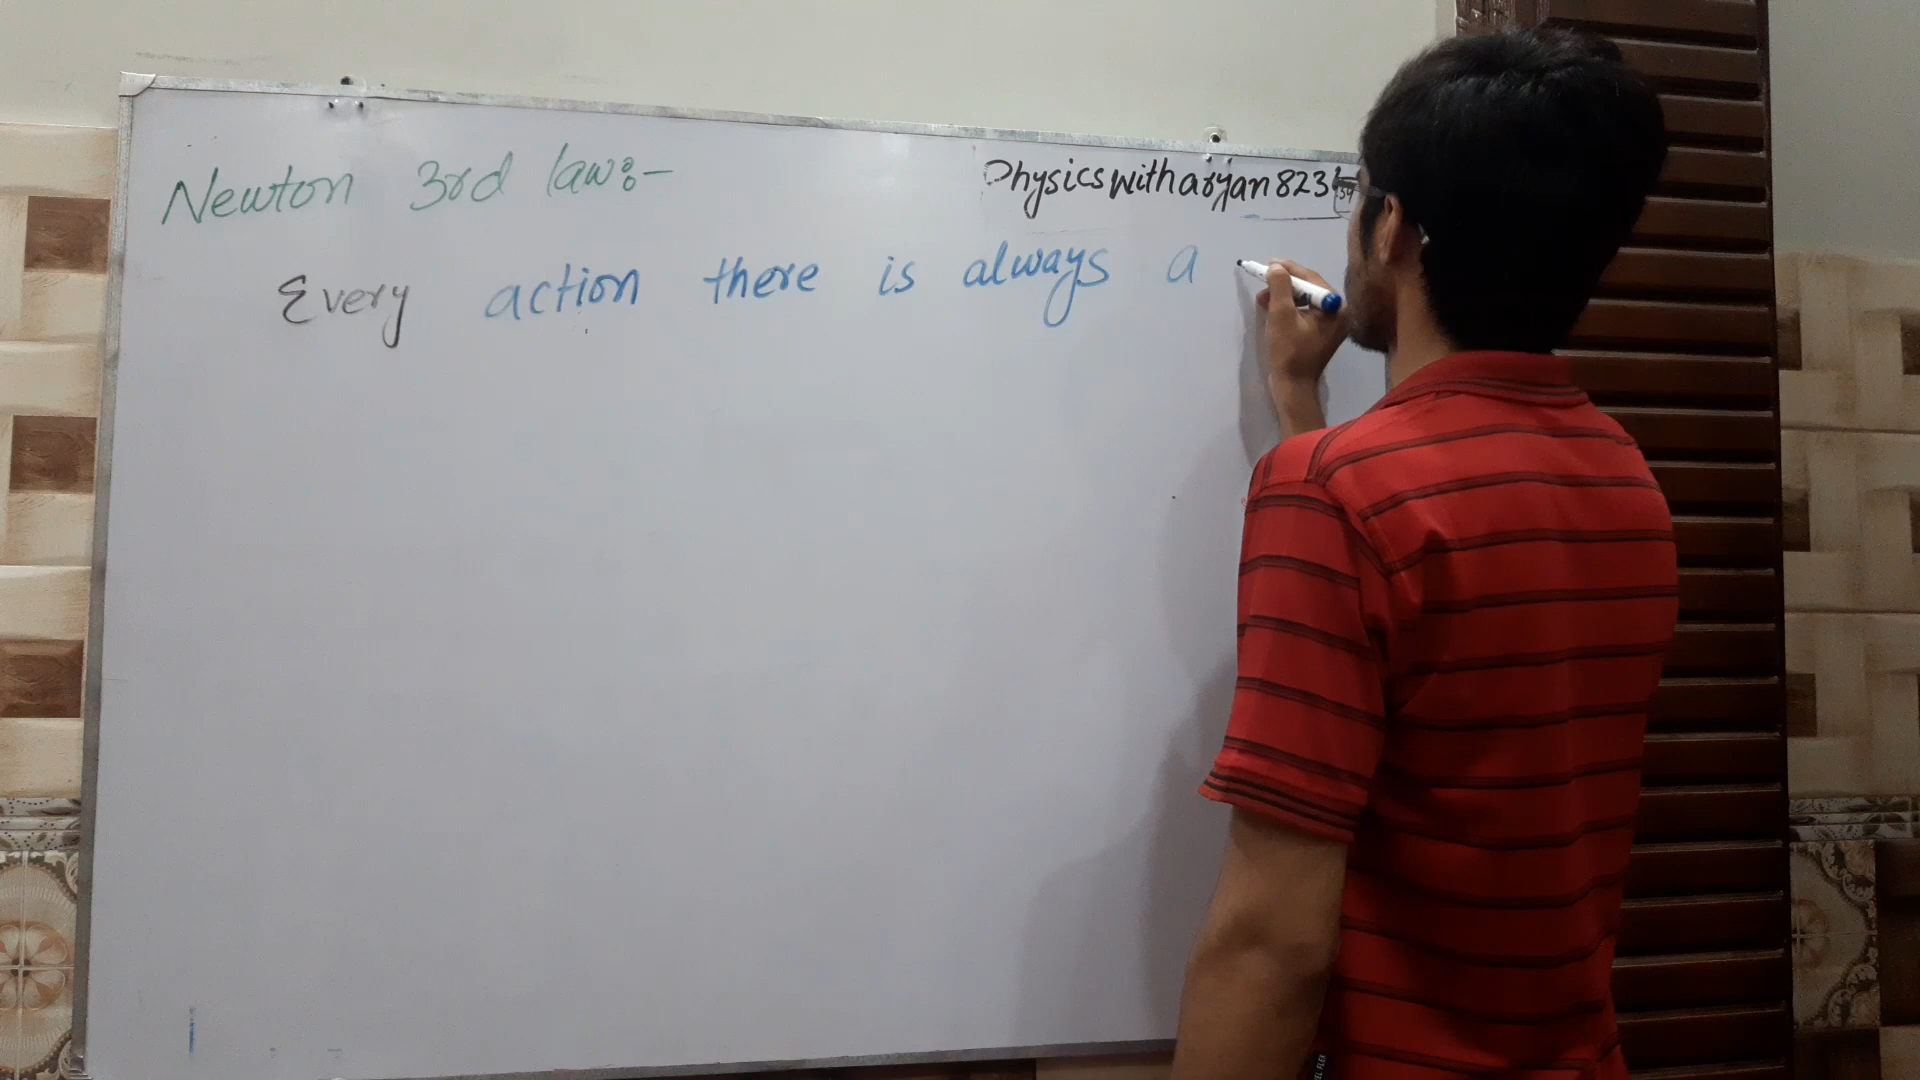 Newton 3rd law:-
Physicswitharyan823
Every action there is always a